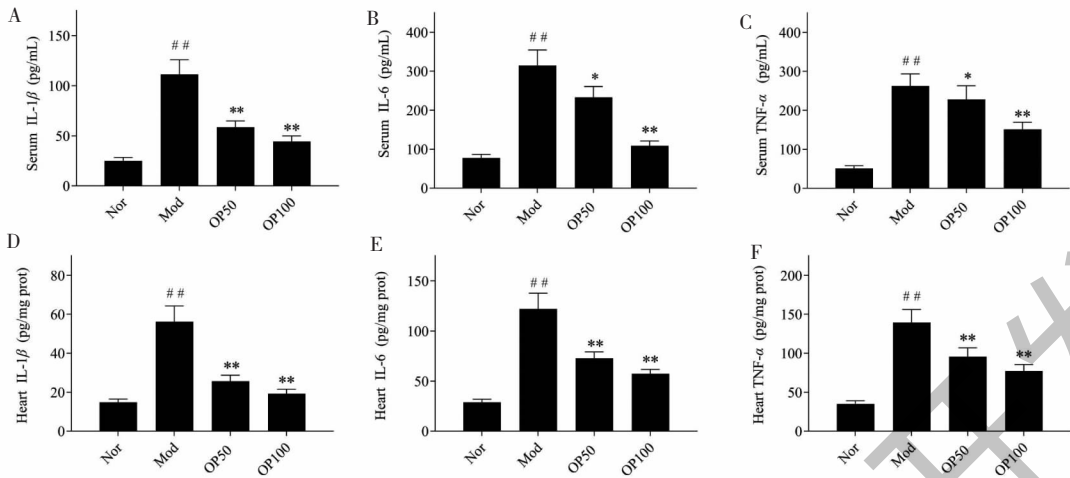 A
Serum IL-1β (pg/mL)
150
100
50
0
##
**
**
Nor
Mod
OP50
OP100
B
Serum IL-6 (pg/mL)
400
300
200
100
0
##
*
**
Nor
Mod
OP50
OP100
C
Serum TNF-α (pg/mL)
400
300
200
100
0
##
*
**
Nor
Mod
OP50
OP100
D
Heart IL-1β (pg/mg prot)
80
60
40
20
0
##
**
**
Nor
Mod
OP50
OP100
E
Heart IL-6 (pg/mg prot)
150
100
50
0
##
**
**
Nor
Mod
OP50
OP100
F
Heart TNF-α (pg/mg prot)
200
150
100
50
0
##
**
**
Nor
Mod
OP50
OP100